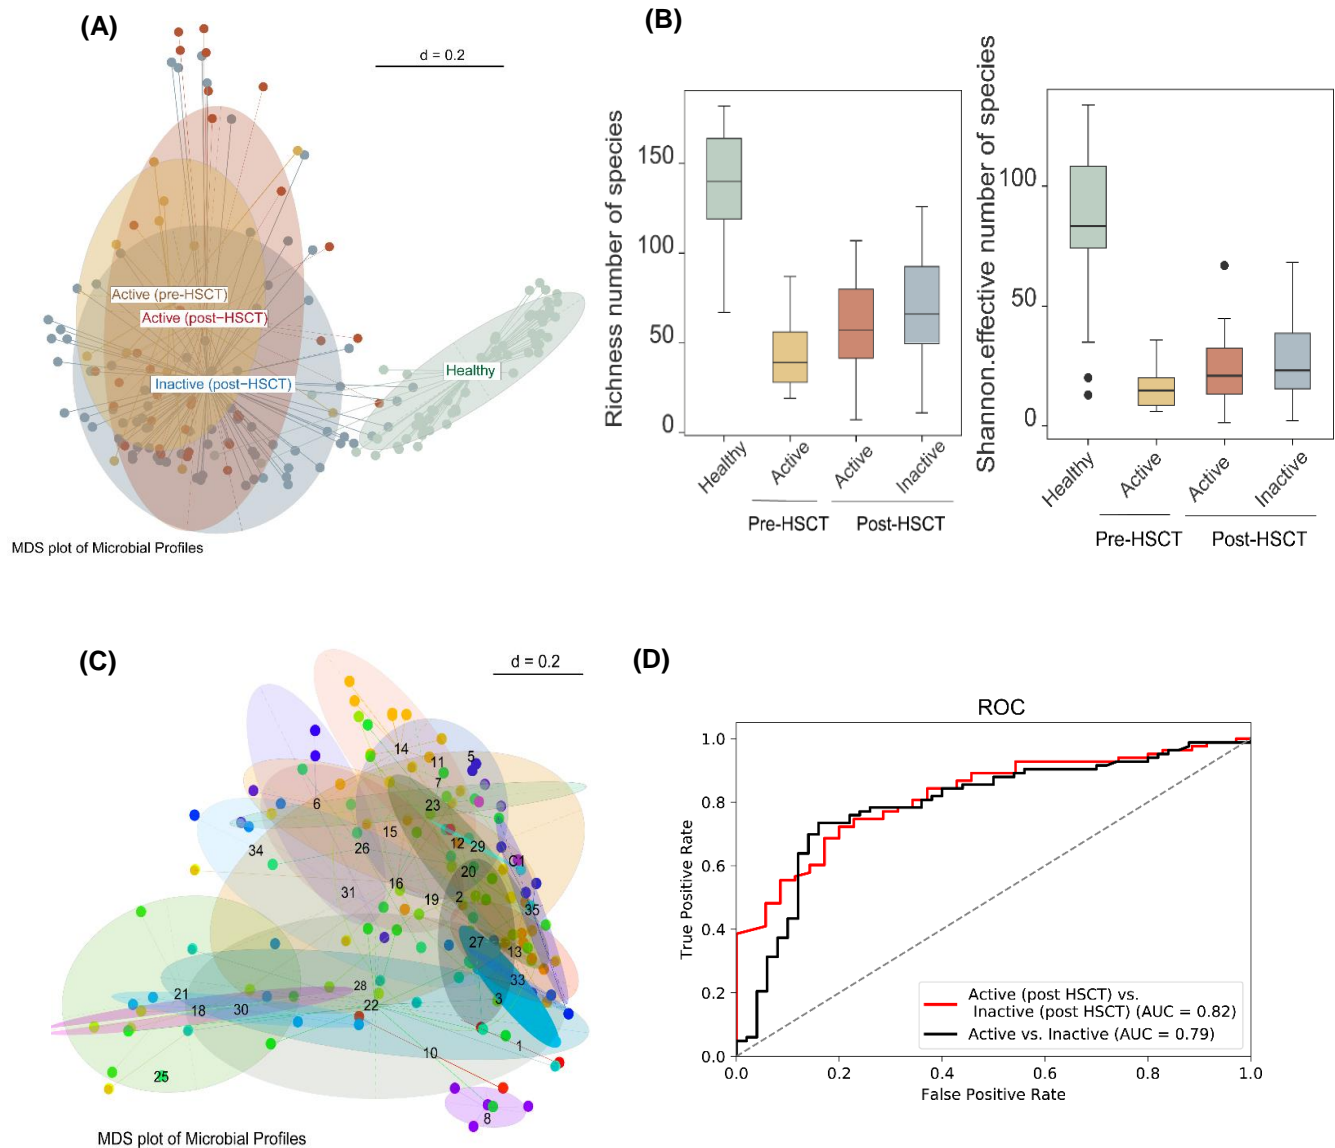 (A)
d = 0.2
Active (pre-HSCT)
Active (post-HSCT)
Inactive (post-HSCT)
Healthy
MDS plot of Microbial Profiles
(B)
Richness number of species
150
100
50
0
Healthy
Active
Active
Inactive
Pre-HSCT
Post-HSCT
Shannon.effective number of species
100
50
0
Healthy
Active
Active
Inactive
Pre-HSCT
Post-HSCT
(C)
d = 0.2
14
5
11
7
6
23
15
12
34
26
29
C1
20
16
31
19
2
35
27
13
28
33
21
22
3
18
30
1
10
25
8
MDS plot of Microbial Profiles
(D)
ROC
True Positive Rate
1.0
0.8
0.6
0.4
0.2
0.0
Active (post HSCT) vs.
Inactive (post HSCT) (AUC = 0.82)
Active vs. Inactive (AUC = 0.79)
0.0
0.2
0.4
0.6
0.8
1.0
False Positive Rate